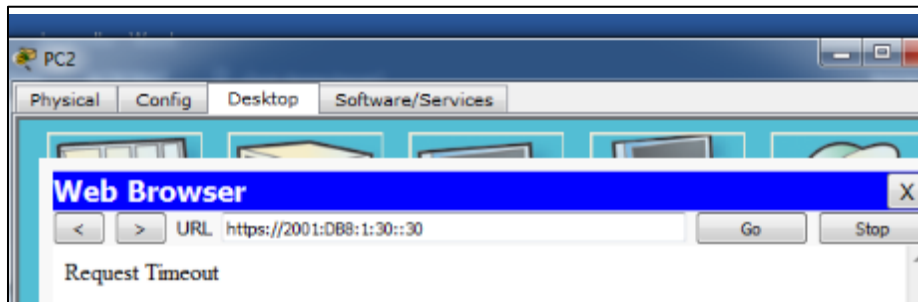 PC2
Physical Config Desktop Software/Services
Web Browser X
< > URL https://2001:DB8:1:30::30 Go Stop
Request Timeout